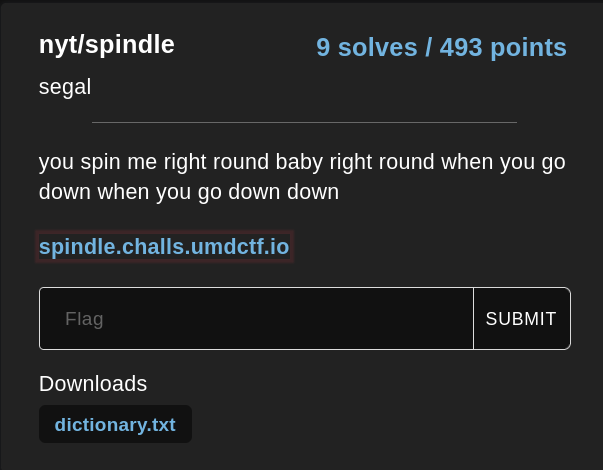 nyt/spindle
9 solves / 493 points
segal
you spin me right round baby right round when you go
down when you go down down
spindle.challs.umdctf.io
Flag
SUBMIT
Downloads
dictionary.txt